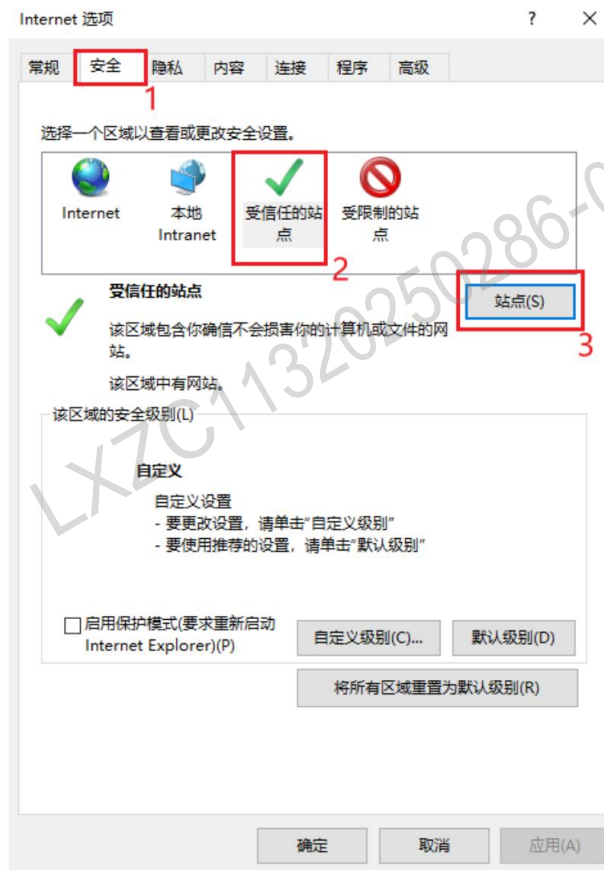 Internet 选项
?
×
常规 安全 隐私 内容 连接 程序 高级
1
选择一个区域以查看或更改安全设置。
Internet
本地
Intranet
受信任的站
点
受限制的站
点
2
受信任的站点
站点(S)
3
该区域包含你确信不会损害你的计算机或文件的网
站。
该区域中有网站。
该区域的安全级别(L)
自定义
自定义设置
- 要更改设置，请单击"自定义级别"
- 要使用推荐的设置，请单击"默认级别"
启用保护模式(要求重新启动
Internet Explorer)(P)
自定义级别(C)...
默认级别(D)
将所有区域重置为默认级别(R)
确定 取消 应用(A)
LXZC11320250286-0